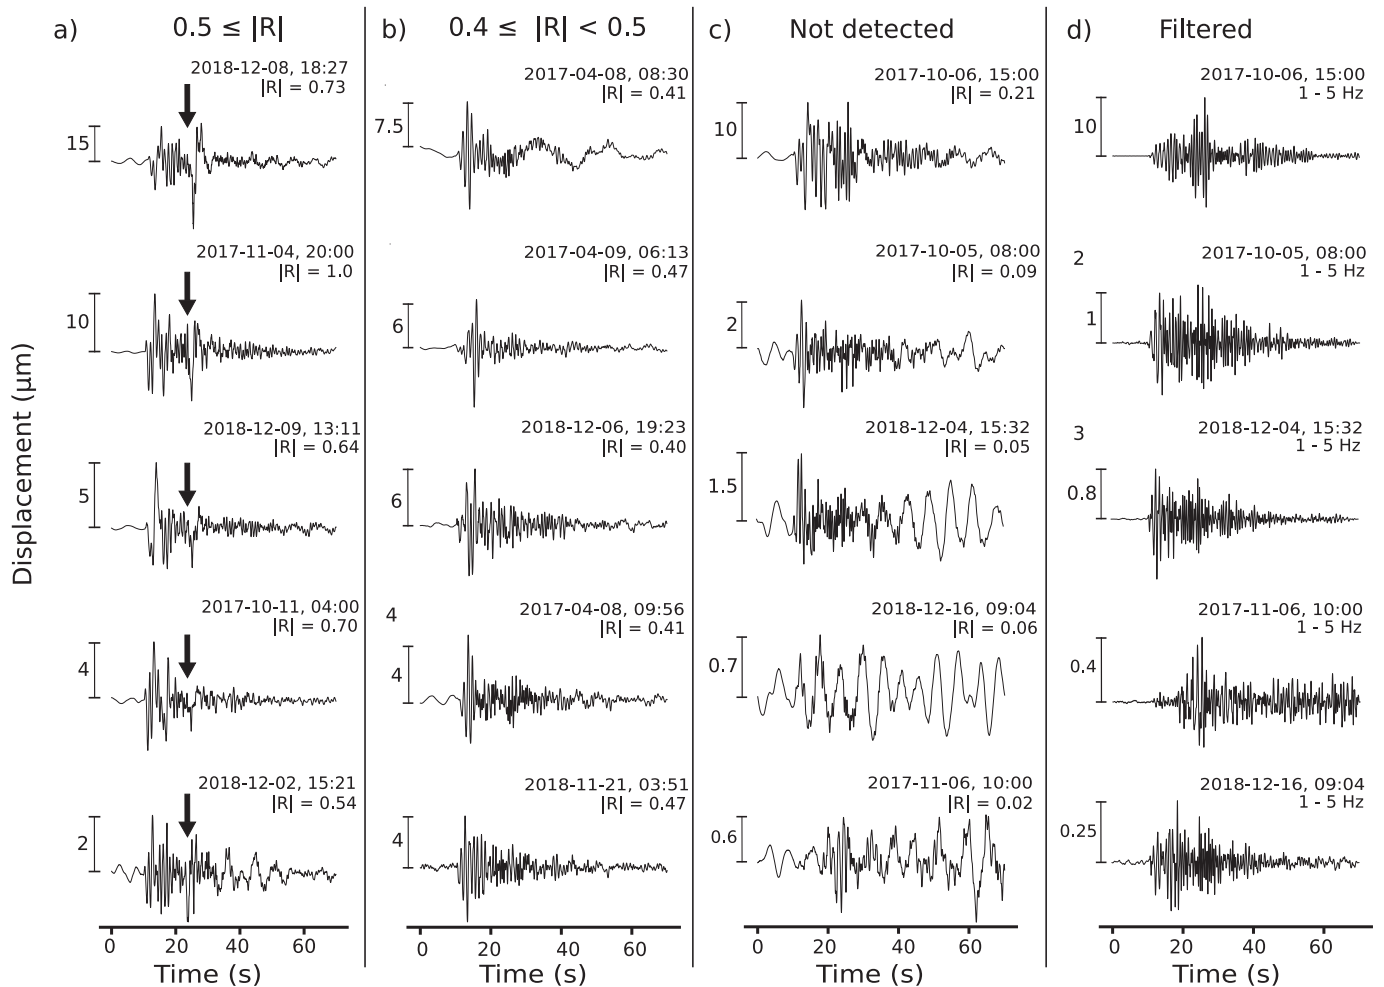 a)
0.5 ≤ |R|
2018-12-08, 18:27
|R| = 0.73
15
2017-11-04, 20:00
|R| = 1.0
10
2018-12-09, 13:11
|R| = 0.64
5
2017-10-11, 04:00
|R| = 0.70
4
2018-12-02, 15:21
|R| = 0.54
2
0 20 40 60
Time (s)
Displacement (μm)
b)
0.4 ≤ |R| < 0.5
2017-04-08, 08:30
|R| = 0.41
7.5
2017-04-09, 06:13
|R| = 0.47
6
2018-12-06, 19:23
|R| = 0.40
6
4
2017-04-08, 09:56
|R| = 0.41
4
2018-11-21, 03:51
|R| = 0.47
4
0 20 40 60
Time (s)
c)
Not detected
2017-10-06, 15:00
|R| = 0.21
10
2017-10-05, 08:00
|R| = 0.09
2
2018-12-04, 15:32
|R| = 0.05
1.5
2018-12-16, 09:04
|R| = 0.06
0.7
2017-11-06, 10:00
|R| = 0.02
0.6
0 20 40 60
Time (s)
d)
Filtered
2017-10-06, 15:00
1 - 5 Hz
10
2
2017-10-05, 08:00
1 - 5 Hz
1
3
2018-12-04, 15:32
1 - 5 Hz
0.8
2017-11-06, 10:00
1 - 5 Hz
0.4
2018-12-16, 09:04
1 - 5 Hz
0.25
0 20 40 60
Time (s)